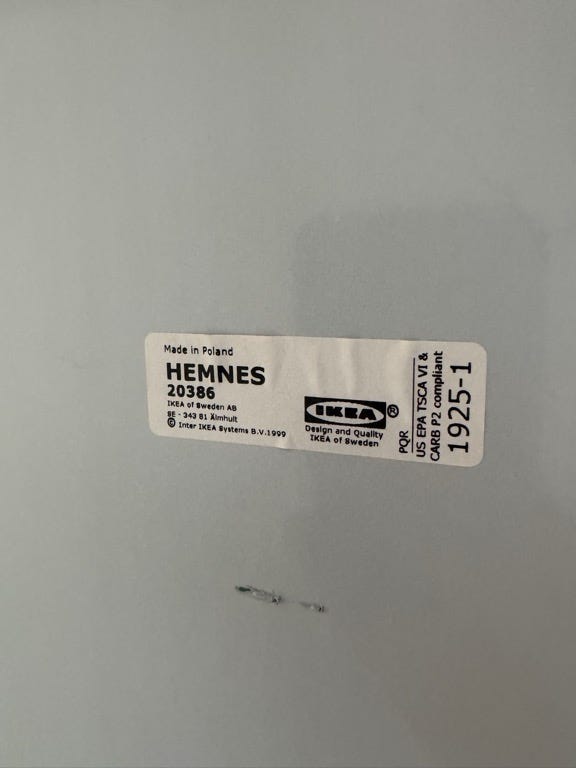 Made in Poland
HEMNES
20386
IKEA of Sweden AB
SE - 343 81 Älmhult
© Inter IKEA Systems B.V.1999
IKEA®
Design and Quality
IKEA of Sweden
PQR
US EPA TSCA VI &
CARB P2 compliant
1925-1